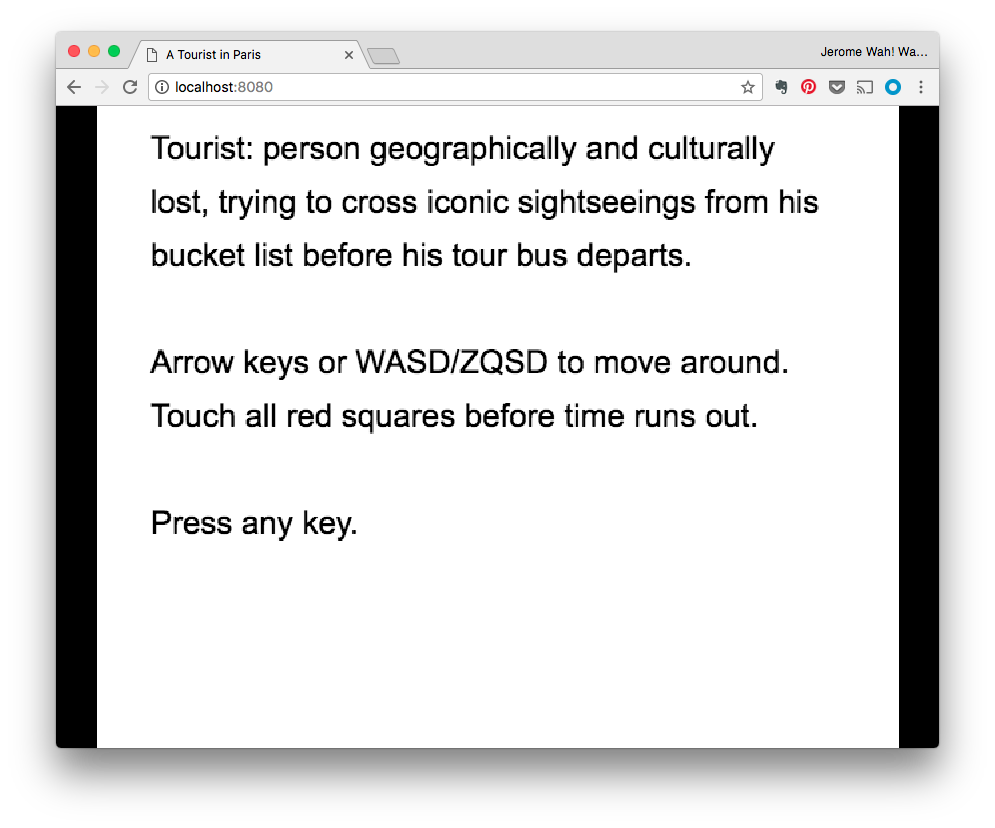 A Tourist in Paris
Jerome Wah! Wa...
localhost:8080
Tourist: person geographically and culturally
lost, trying to cross iconic sightseeings from his
bucket list before his tour bus departs.
Arrow keys or WASD/ZQSD to move around.
Touch all red squares before time runs out.
Press any key.